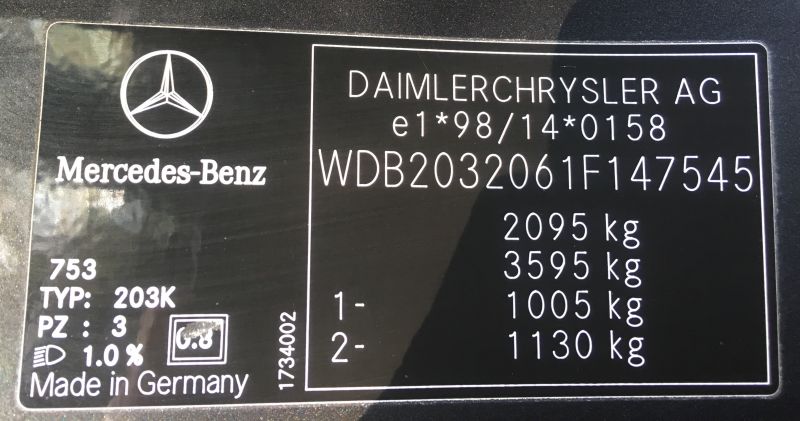 Mercedes-Benz
753
TYP: 203K
PZ : 3
1.0 %
0.8
Made in Germany
1734002
DAIMLERCHRYSLER AG
e1*98/14*0158
WDB2032061F147545
2095 kg
3595 kg
1- 1005 kg
2- 1130 kg